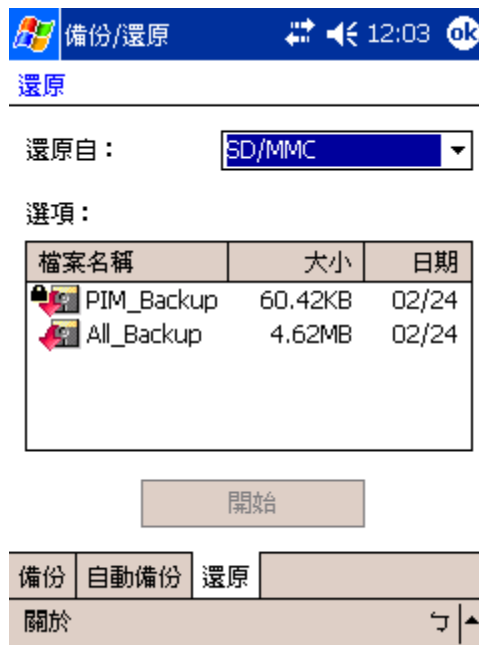 備份/還原 12:03 ok
還原
還原自： SD/MMC
選項：
檔案名稱 大小 日期
PIM_Backup 60.42KB 02/24
All_Backup 4.62MB 02/24
開始
備份 自動備份 還原
關於 ㄅ